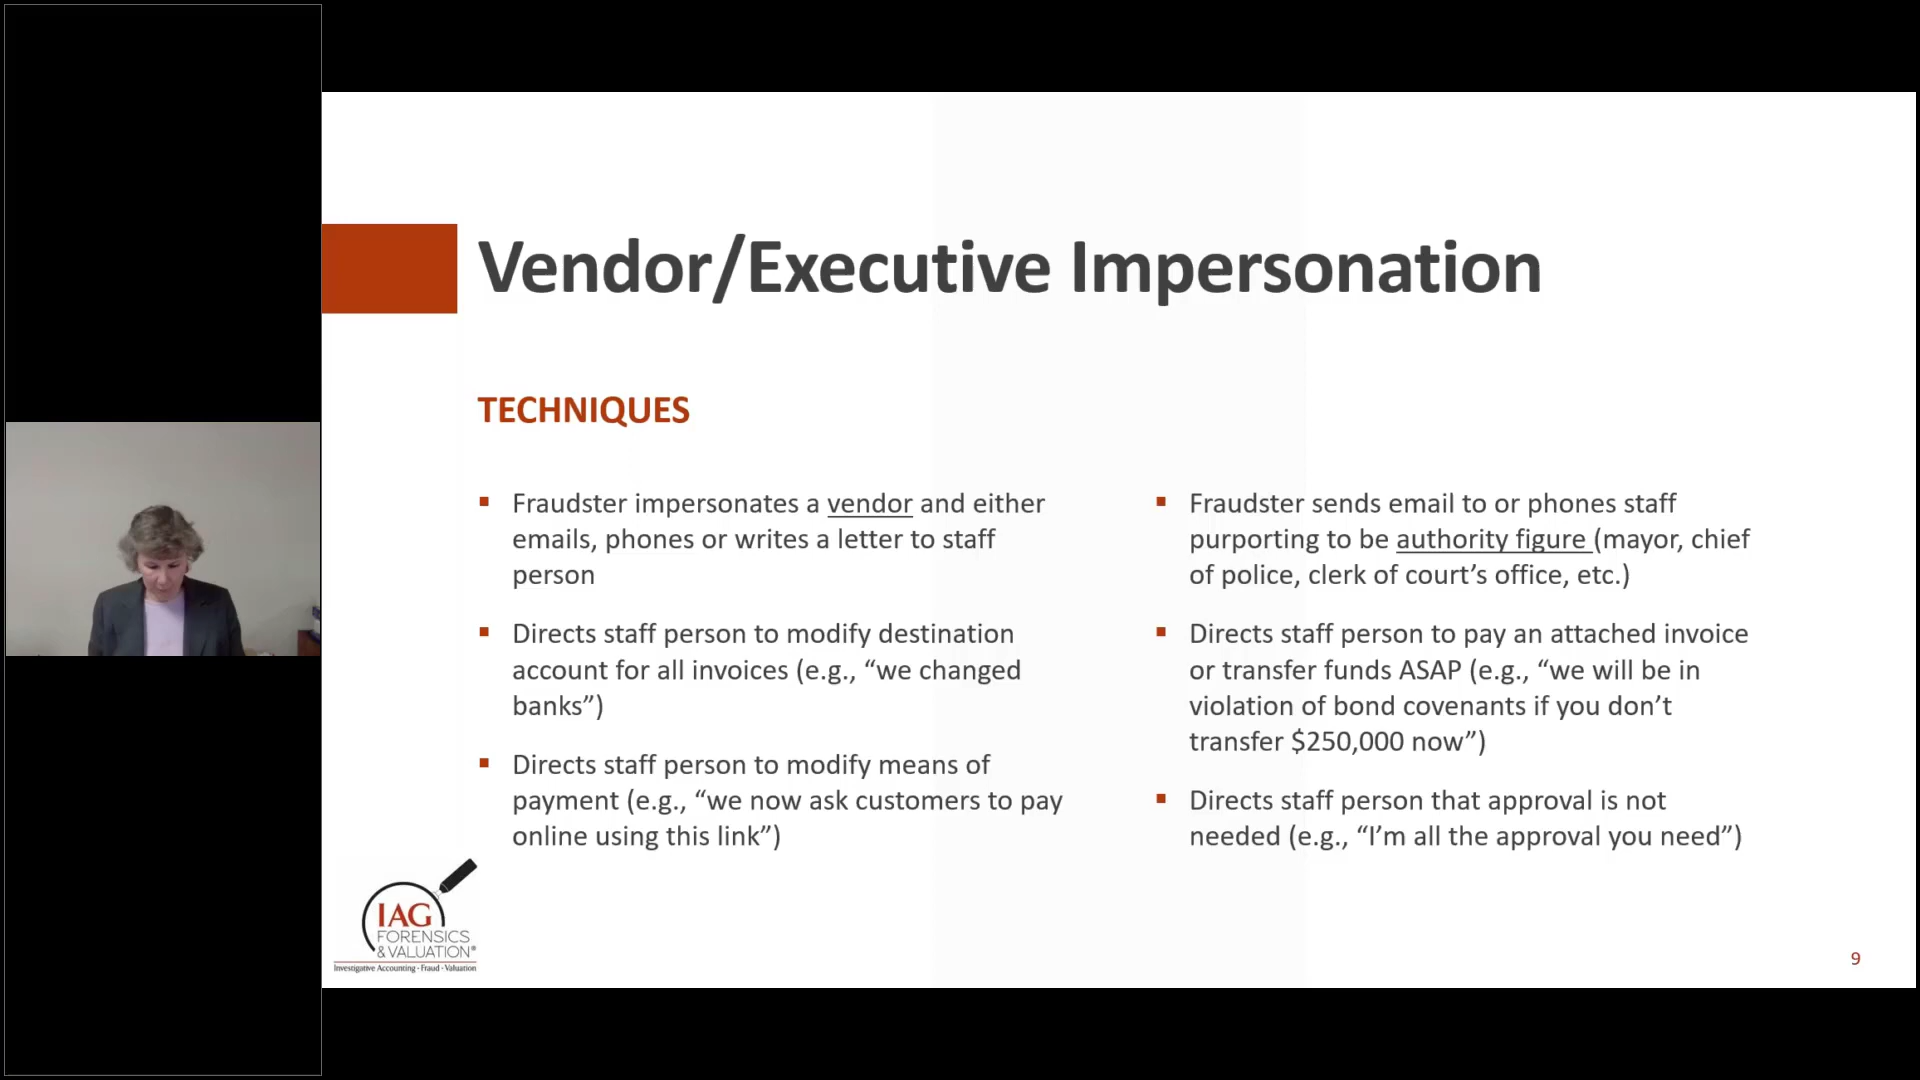 Vendor/Executive Impersonation
TECHNIQUES
▪ Fraudster impersonates a vendor and either
emails, phones or writes a letter to staff
person
▪ Directs staff person to modify destination
account for all invoices (e.g., “we changed
banks”)
▪ Directs staff person to modify means of
payment (e.g., “we now ask customers to pay
online using this link”)
▪ Fraudster sends email to or phones staff
purporting to be authority figure (mayor, chief
of police, clerk of court’s office, etc.)
▪ Directs staff person to pay an attached invoice
or transfer funds ASAP (e.g., “we will be in
violation of bond covenants if you don’t
transfer $250,000 now”)
▪ Directs staff person that approval is not
needed (e.g., “I’m all the approval you need”)
IAG
FORENSICS
& VALUATION®
Investigative Accounting · Fraud · Valuation
9